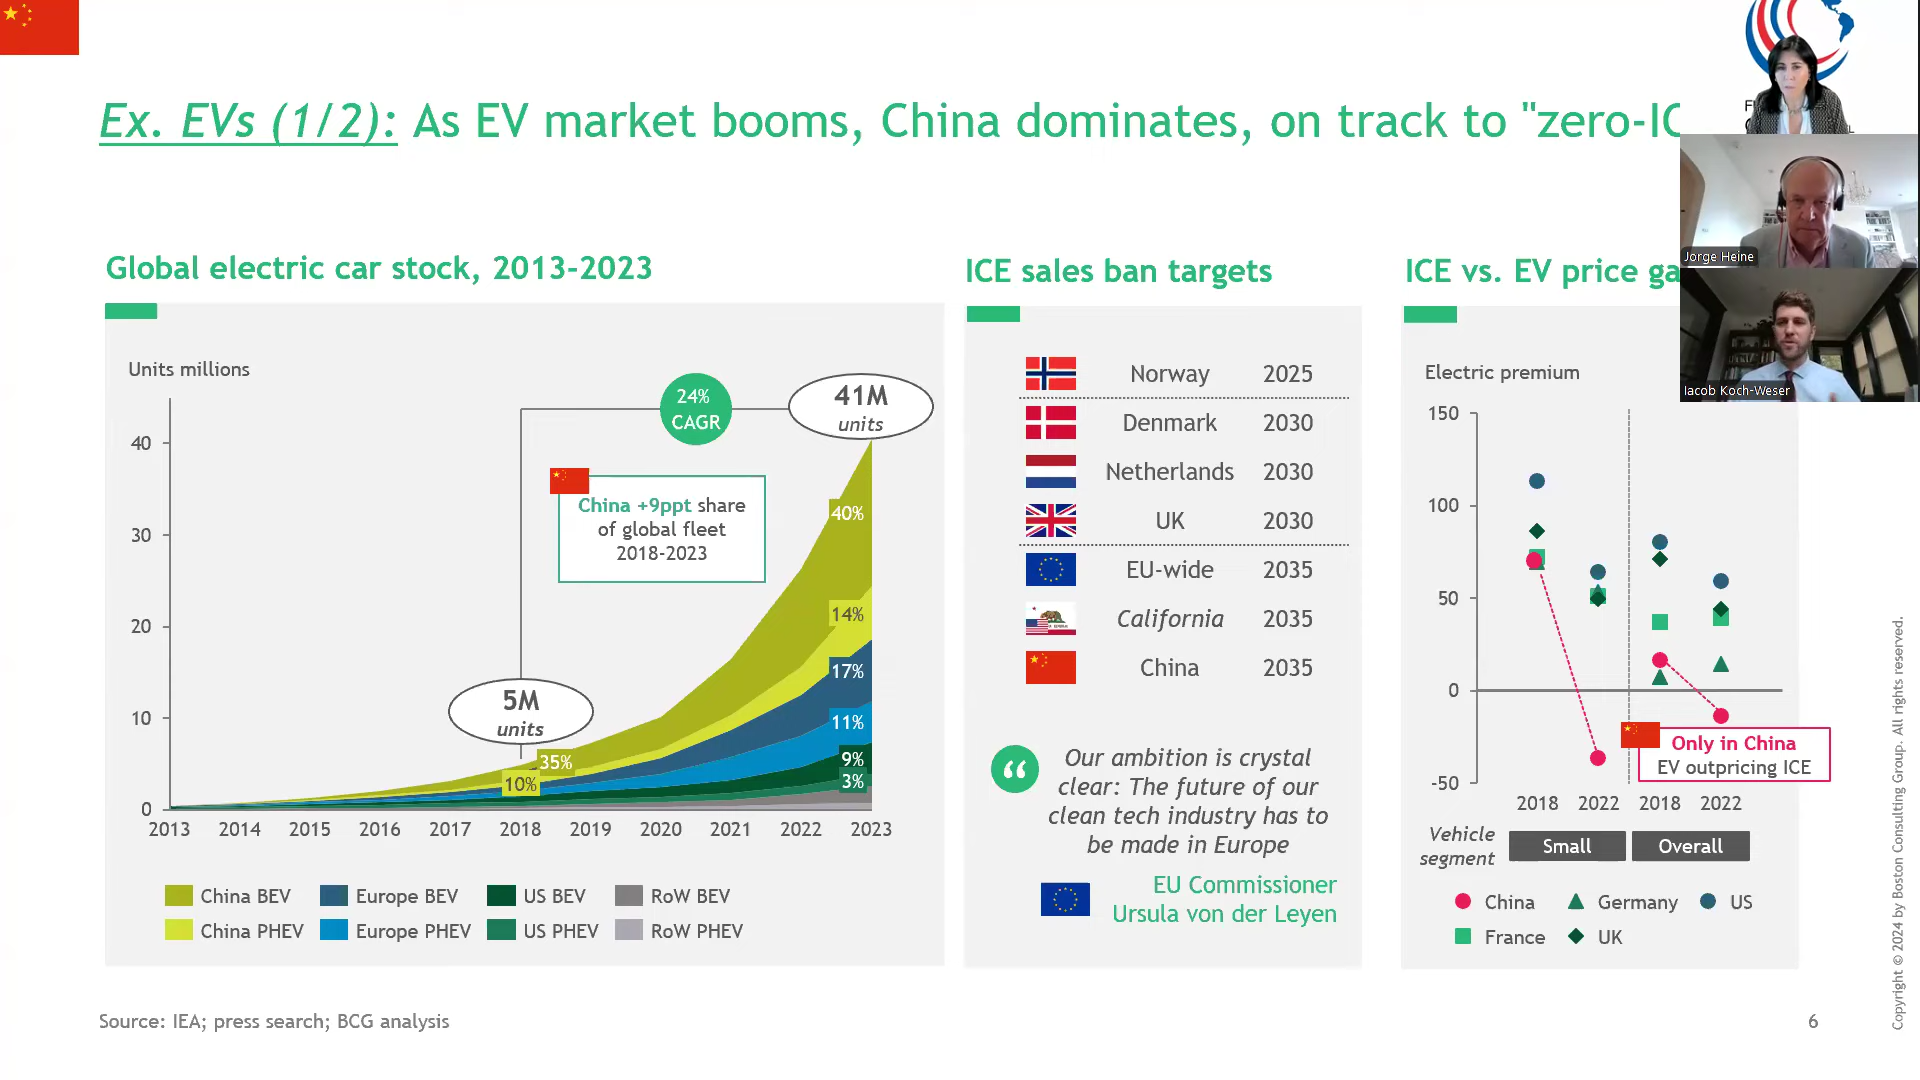 Ex. EVs (1/2): As EV market booms, China dominates, on track to "zero-IC
Global electric car stock, 2013-2023
Units millions
40
30
20
10
0
24%
CAGR
41M
units
China +9ppt share
of global fleet
2018-2023
5M
units
35%
10%
40%
14%
17%
11%
9%
3%
2013 2014 2015 2016 2017 2018 2019 2020 2021 2022 2023
China BEV Europe BEV US BEV RoW BEV
China PHEV Europe PHEV US PHEV RoW PHEV
ICE sales ban targets
Norway 2025
Denmark 2030
Netherlands 2030
UK 2030
EU-wide 2035
California 2035
China 2035
Our ambition is crystal
clear: The future of our
clean tech industry has to
be made in Europe
EU Commissioner
Ursula von der Leyen
ICE vs. EV price ga
Electric premium
150
100
50
0
-50
Only in China
EV outpricing ICE
2018 2022 2018 2022
Vehicle
segment
Small Overall
China Germany US
France UK
Jorge Heine
Jacob Koch-Weser
Source: IEA; press search; BCG analysis
6
Copyright © 2024 by Boston Consulting Group. All rights reserved.